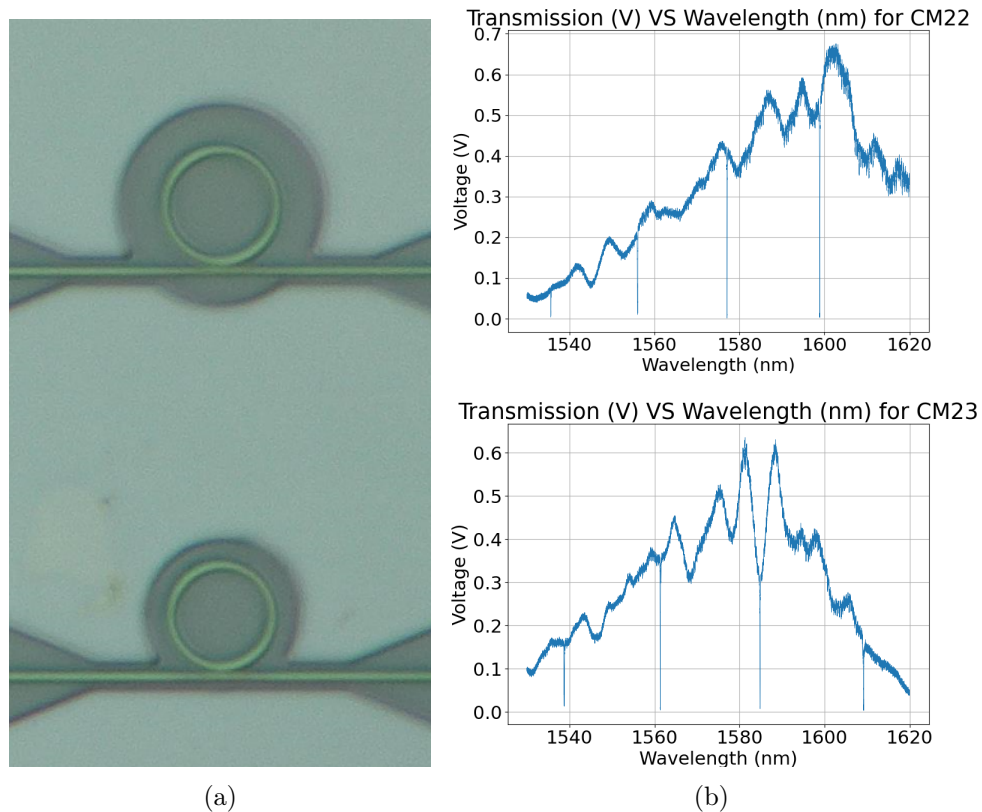 Transmission (V) VS Wavelength (nm) for CM22
0.7
0.6
0.5
0.4
0.3
0.2
0.1
0.0
Voltage (V)
1540 1560 1580 1600 1620
Wavelength (nm)
Transmission (V) VS Wavelength (nm) for CM23
0.6
0.5
0.4
0.3
0.2
0.1
0.0
Voltage (V)
1540 1560 1580 1600 1620
Wavelength (nm)
(a) (b)